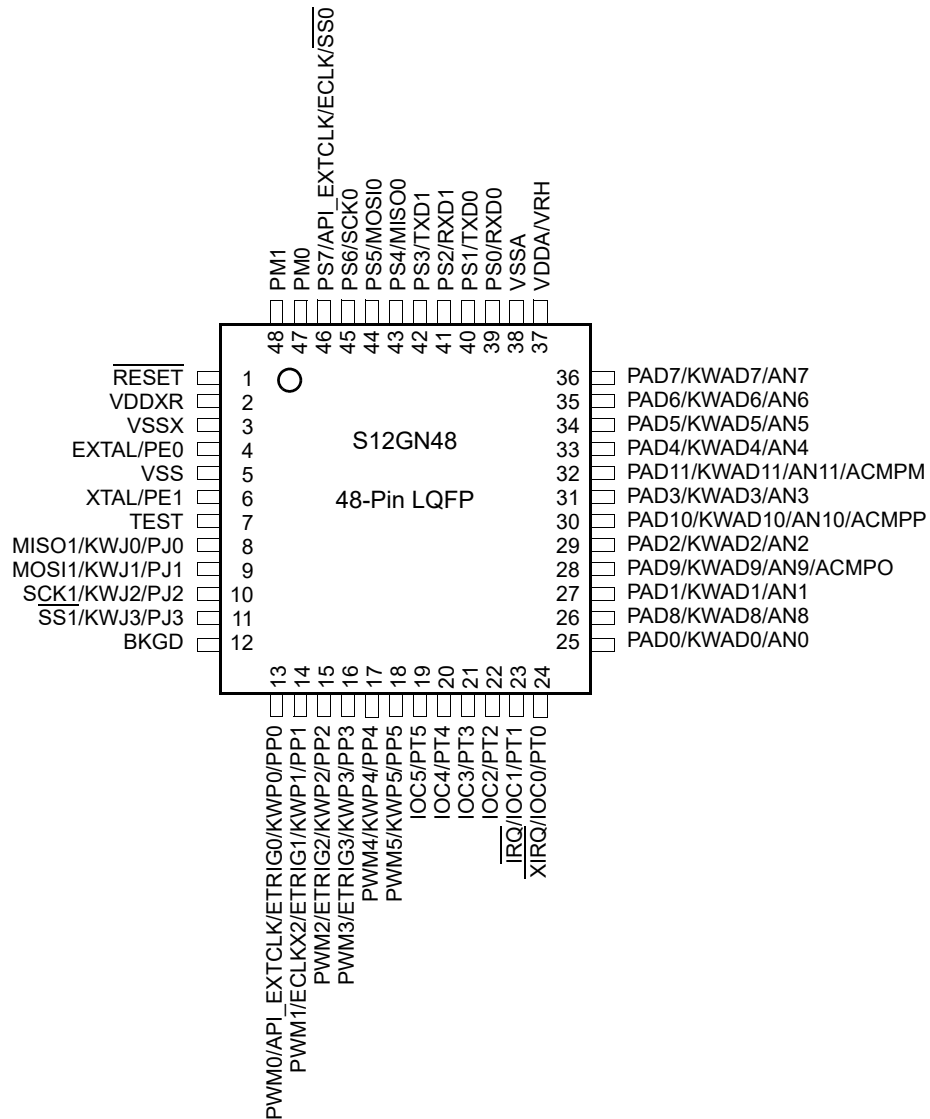 PM1
PM0
PS7/API_EXTCLK/ECLK/SS0
PS6/SCK0
PS5/MOSI0
PS4/MISO0
PS3/TXD1
PS2/RXD1
PS1/TXD0
PS0/RXD0
VSSA
VDDA/VRH
48
47
46
45
44
43
42
41
40
39
38
37
RESET
VDDXR
VSSX
EXTAL/PE0
VSS
XTAL/PE1
TEST
MISO1/KWJ0/PJ0
MOSI1/KWJ1/PJ1
SCK1/KWJ2/PJ2
SS1/KWJ3/PJ3
BKGD
1
2
3
4
5
6
7
8
9
10
11
12
S12GN48
48-Pin LQFP
36
35
34
33
32
31
30
29
28
27
26
25
PAD7/KWAD7/AN7
PAD6/KWAD6/AN6
PAD5/KWAD5/AN5
PAD4/KWAD4/AN4
PAD11/KWAD11/AN11/ACMPM
PAD3/KWAD3/AN3
PAD10/KWAD10/AN10/ACMPP
PAD2/KWAD2/AN2
PAD9/KWAD9/AN9/ACMPO
PAD1/KWAD1/AN1
PAD8/KWAD8/AN8
PAD0/KWAD0/AN0
13
14
15
16
17
18
19
20
21
22
23
24
PWM0/API_EXTCLK/ETRIG0/KWP0/PP0
PWM1/ECLKX2/ETRIG1/KWP1/PP1
PWM2/ETRIG2/KWP2/PP2
PWM3/ETRIG3/KWP3/PP3
PWM4/KWP4/PP4
PWM5/KWP5/PP5
IOC5/PT5
IOC4/PT4
IOC3/PT3
IOC2/PT2
IRQ/IOC1/PT1
XIRQ/IOC0/PT0